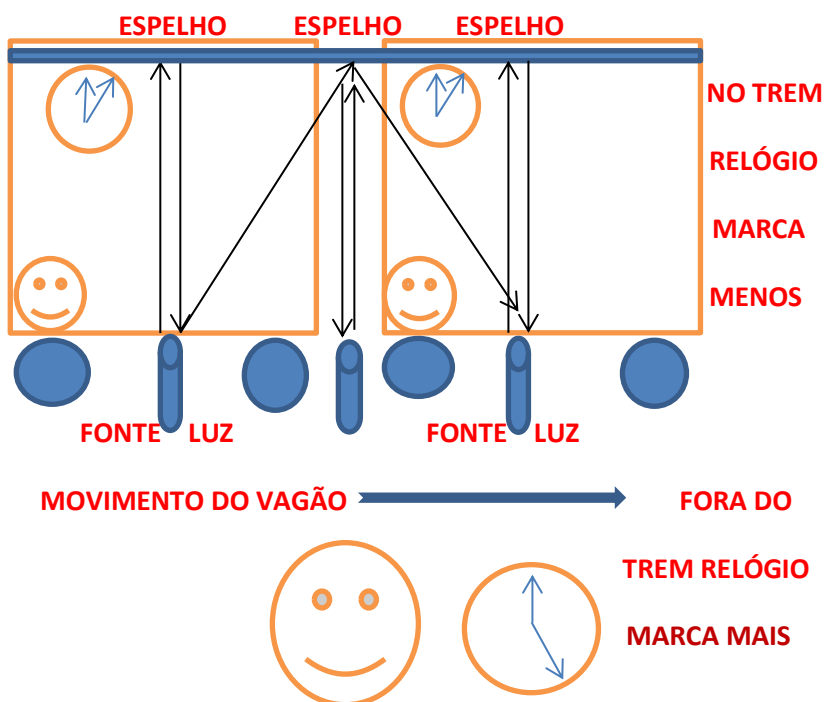 ESPELHO ESPELHO ESPELHO
NO TREM
RELÓGIO
MARCA
MENOS
FONTE LUZ FONTE LUZ
MOVIMENTO DO VAGÃO FORA DO
TREM RELÓGIO
MARCA MAIS